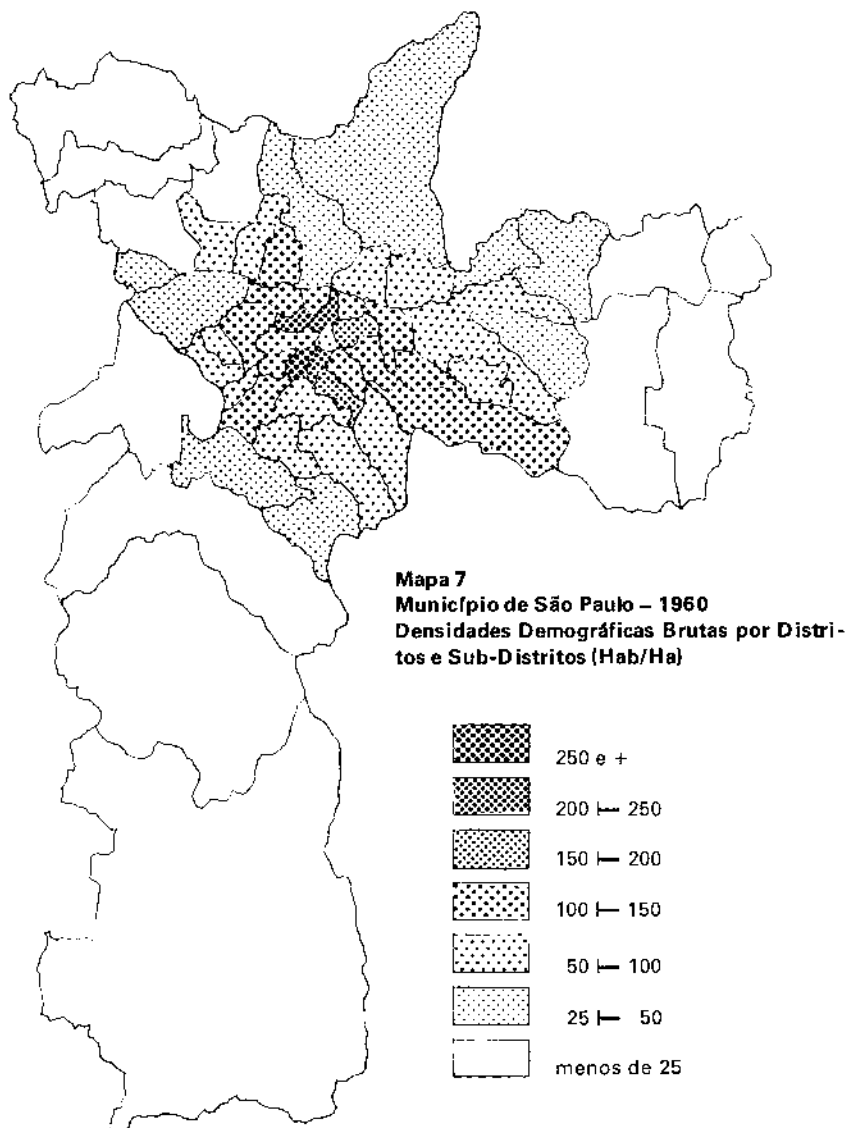 Mapa 7
Município de São Paulo – 1960
Densidades Demográficas Brutas por Distri-
tos e Sub-Distritos (Hab/Ha)
250 e +
200 ⊢ 250
150 ⊢ 200
100 ⊢ 150
50 ⊢ 100
25 ⊢ 50
menos de 25